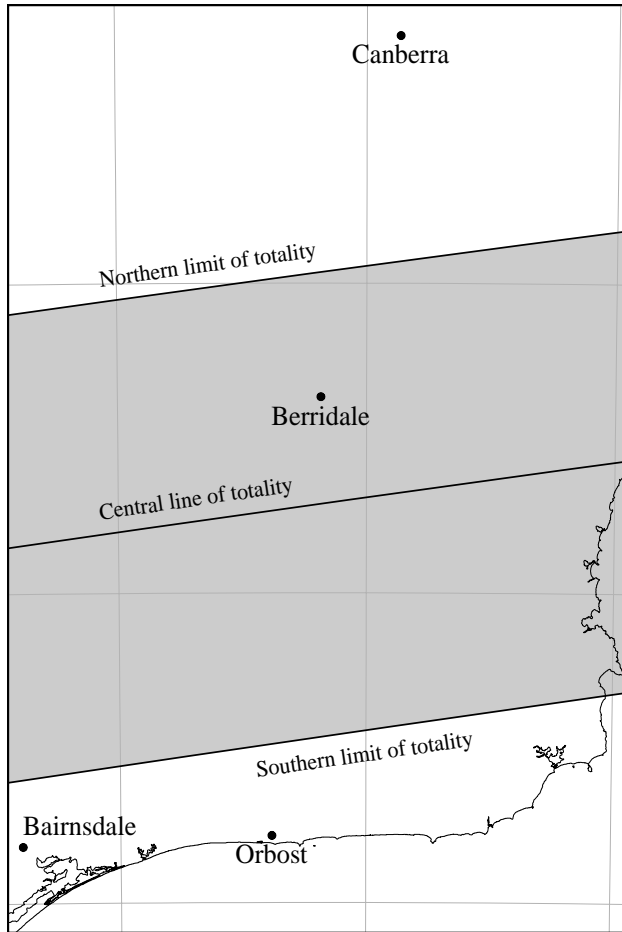 Canberra
Northern limit of totality
Berridale
Central line of totality
Southern limit of totality
Bairnsdale
Orbost